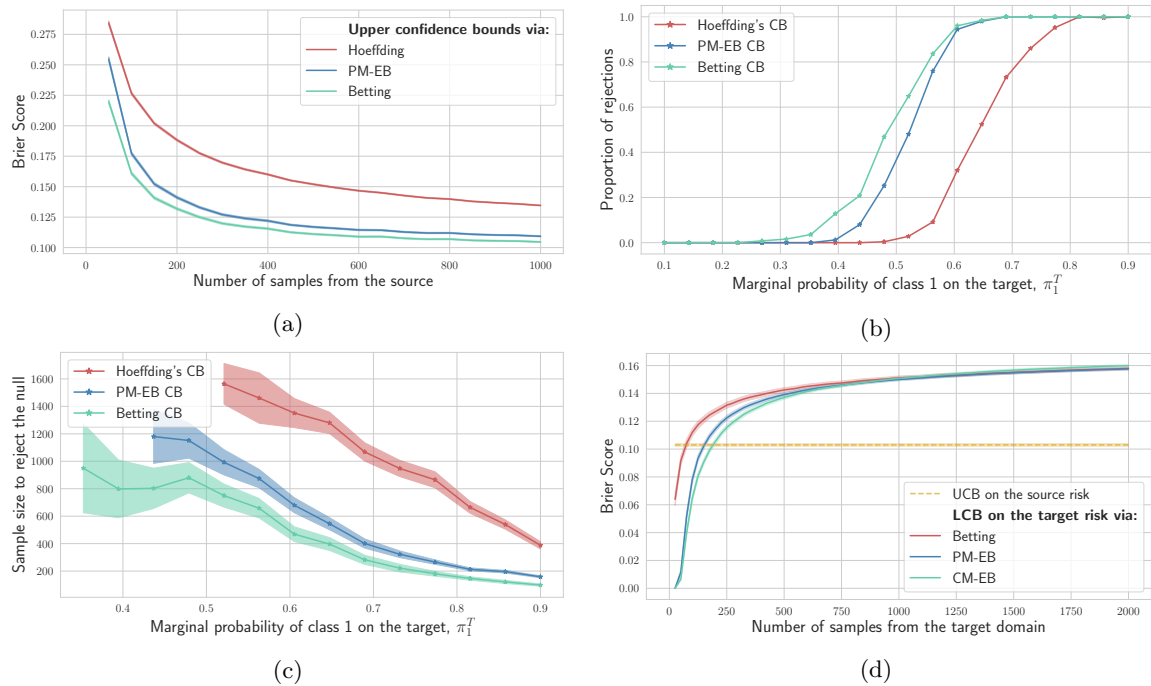 Upper confidence bounds via:
Hoeffding
PM-EB
Betting
Brier Score
0.275
0.250
0.225
0.200
0.175
0.150
0.125
0.100
0
200
400
600
800
1000
Number of samples from the source
(a)
Hoeffding's CB
PM-EB CB
Betting CB
Proportion of rejections
1.0
0.8
0.6
0.4
0.2
0.0
0.1
0.2
0.3
0.4
0.5
0.6
0.7
0.8
0.9
Marginal probability of class 1 on the target, π₁ᵀ
(b)
Hoeffding's CB
PM-EB CB
Betting CB
Sample size to reject the null
1600
1400
1200
1000
800
600
400
200
0.4
0.5
0.6
0.7
0.8
0.9
Marginal probability of class 1 on the target, π₁ᵀ
(c)
Brier Score
0.16
0.14
0.12
0.10
0.08
0.06
0.04
0.02
0.00
UCB on the source risk
LCB on the target risk via:
Betting
PM-EB
CM-EB
0
250
500
750
1000
1250
1500
1750
2000
Number of samples from the target domain
(d)